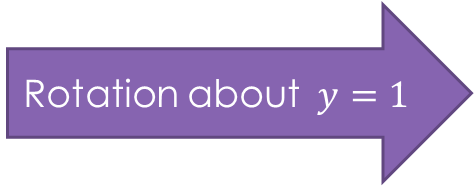 Rotation about y = 1